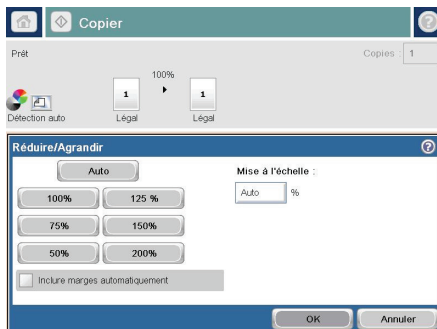 Copier
Prêt
Copies : 1
100%
1 1
Détection auto Légal Légal
Réduire/Agrandir
Auto
Mise à l'échelle :
100% 125 %
Auto %
75% 150%
50% 200%
Inclure marges automatiquement
OK Annuler